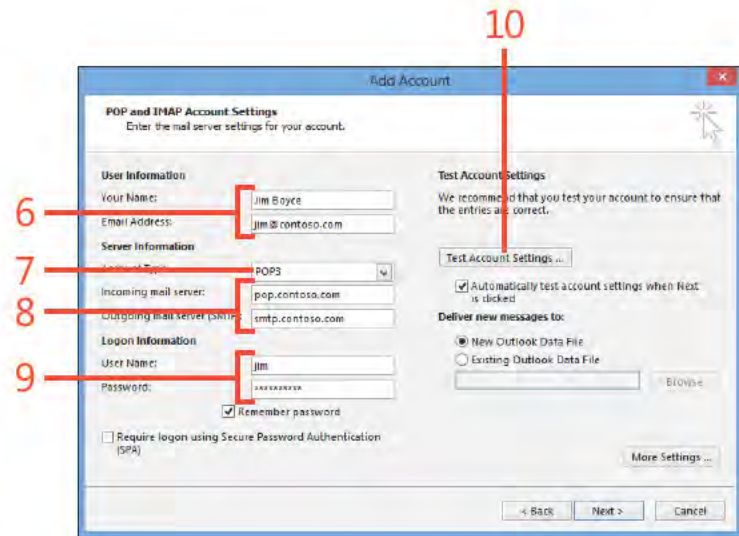 10
Add Account
POP and IMAP Account Settings
Enter the mail server settings for your account.
User Information
Your Name:
Jim Boyce
Email Address:
jim@contoso.com
6
Server Information
7
POP3
Incoming mail server:
pop.contoso.com
8
Outgoing mail server (SMTP)
smtp.contoso.com
Logon Information
User Name:
jim
9
Password:
**********
Remember password
Require logon using Secure Password Authentication
(SPA)
Test Account Settings
We recommend that you test your account to ensure that
the entries are correct.
Test Account Settings ...
Automatically test account settings when Next
is clicked
Deliver new messages to:
New Outlook Data File
Existing Outlook Data File
Browse
More Settings ...
< Back
Next >
Cancel